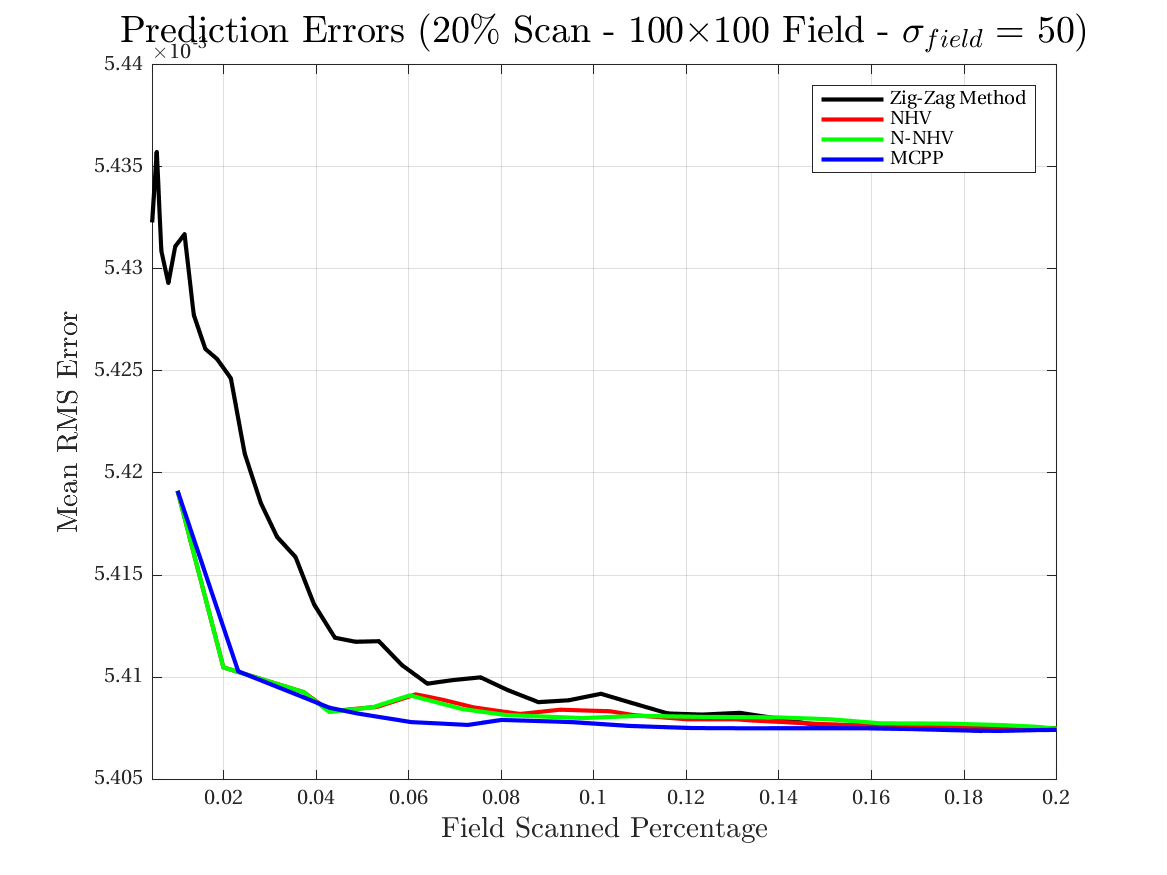 Prediction Errors (20% Scan - 100×100 Field - σ_field = 50)
×10^-3
5.44
5.435
5.43
5.425
5.42
5.415
5.41
5.405
Mean RMS Error
Zig-Zag Method
NHV
N-NHV
MCPP
0.02 0.04 0.06 0.08 0.1 0.12 0.14 0.16 0.18 0.2
Field Scanned Percentage